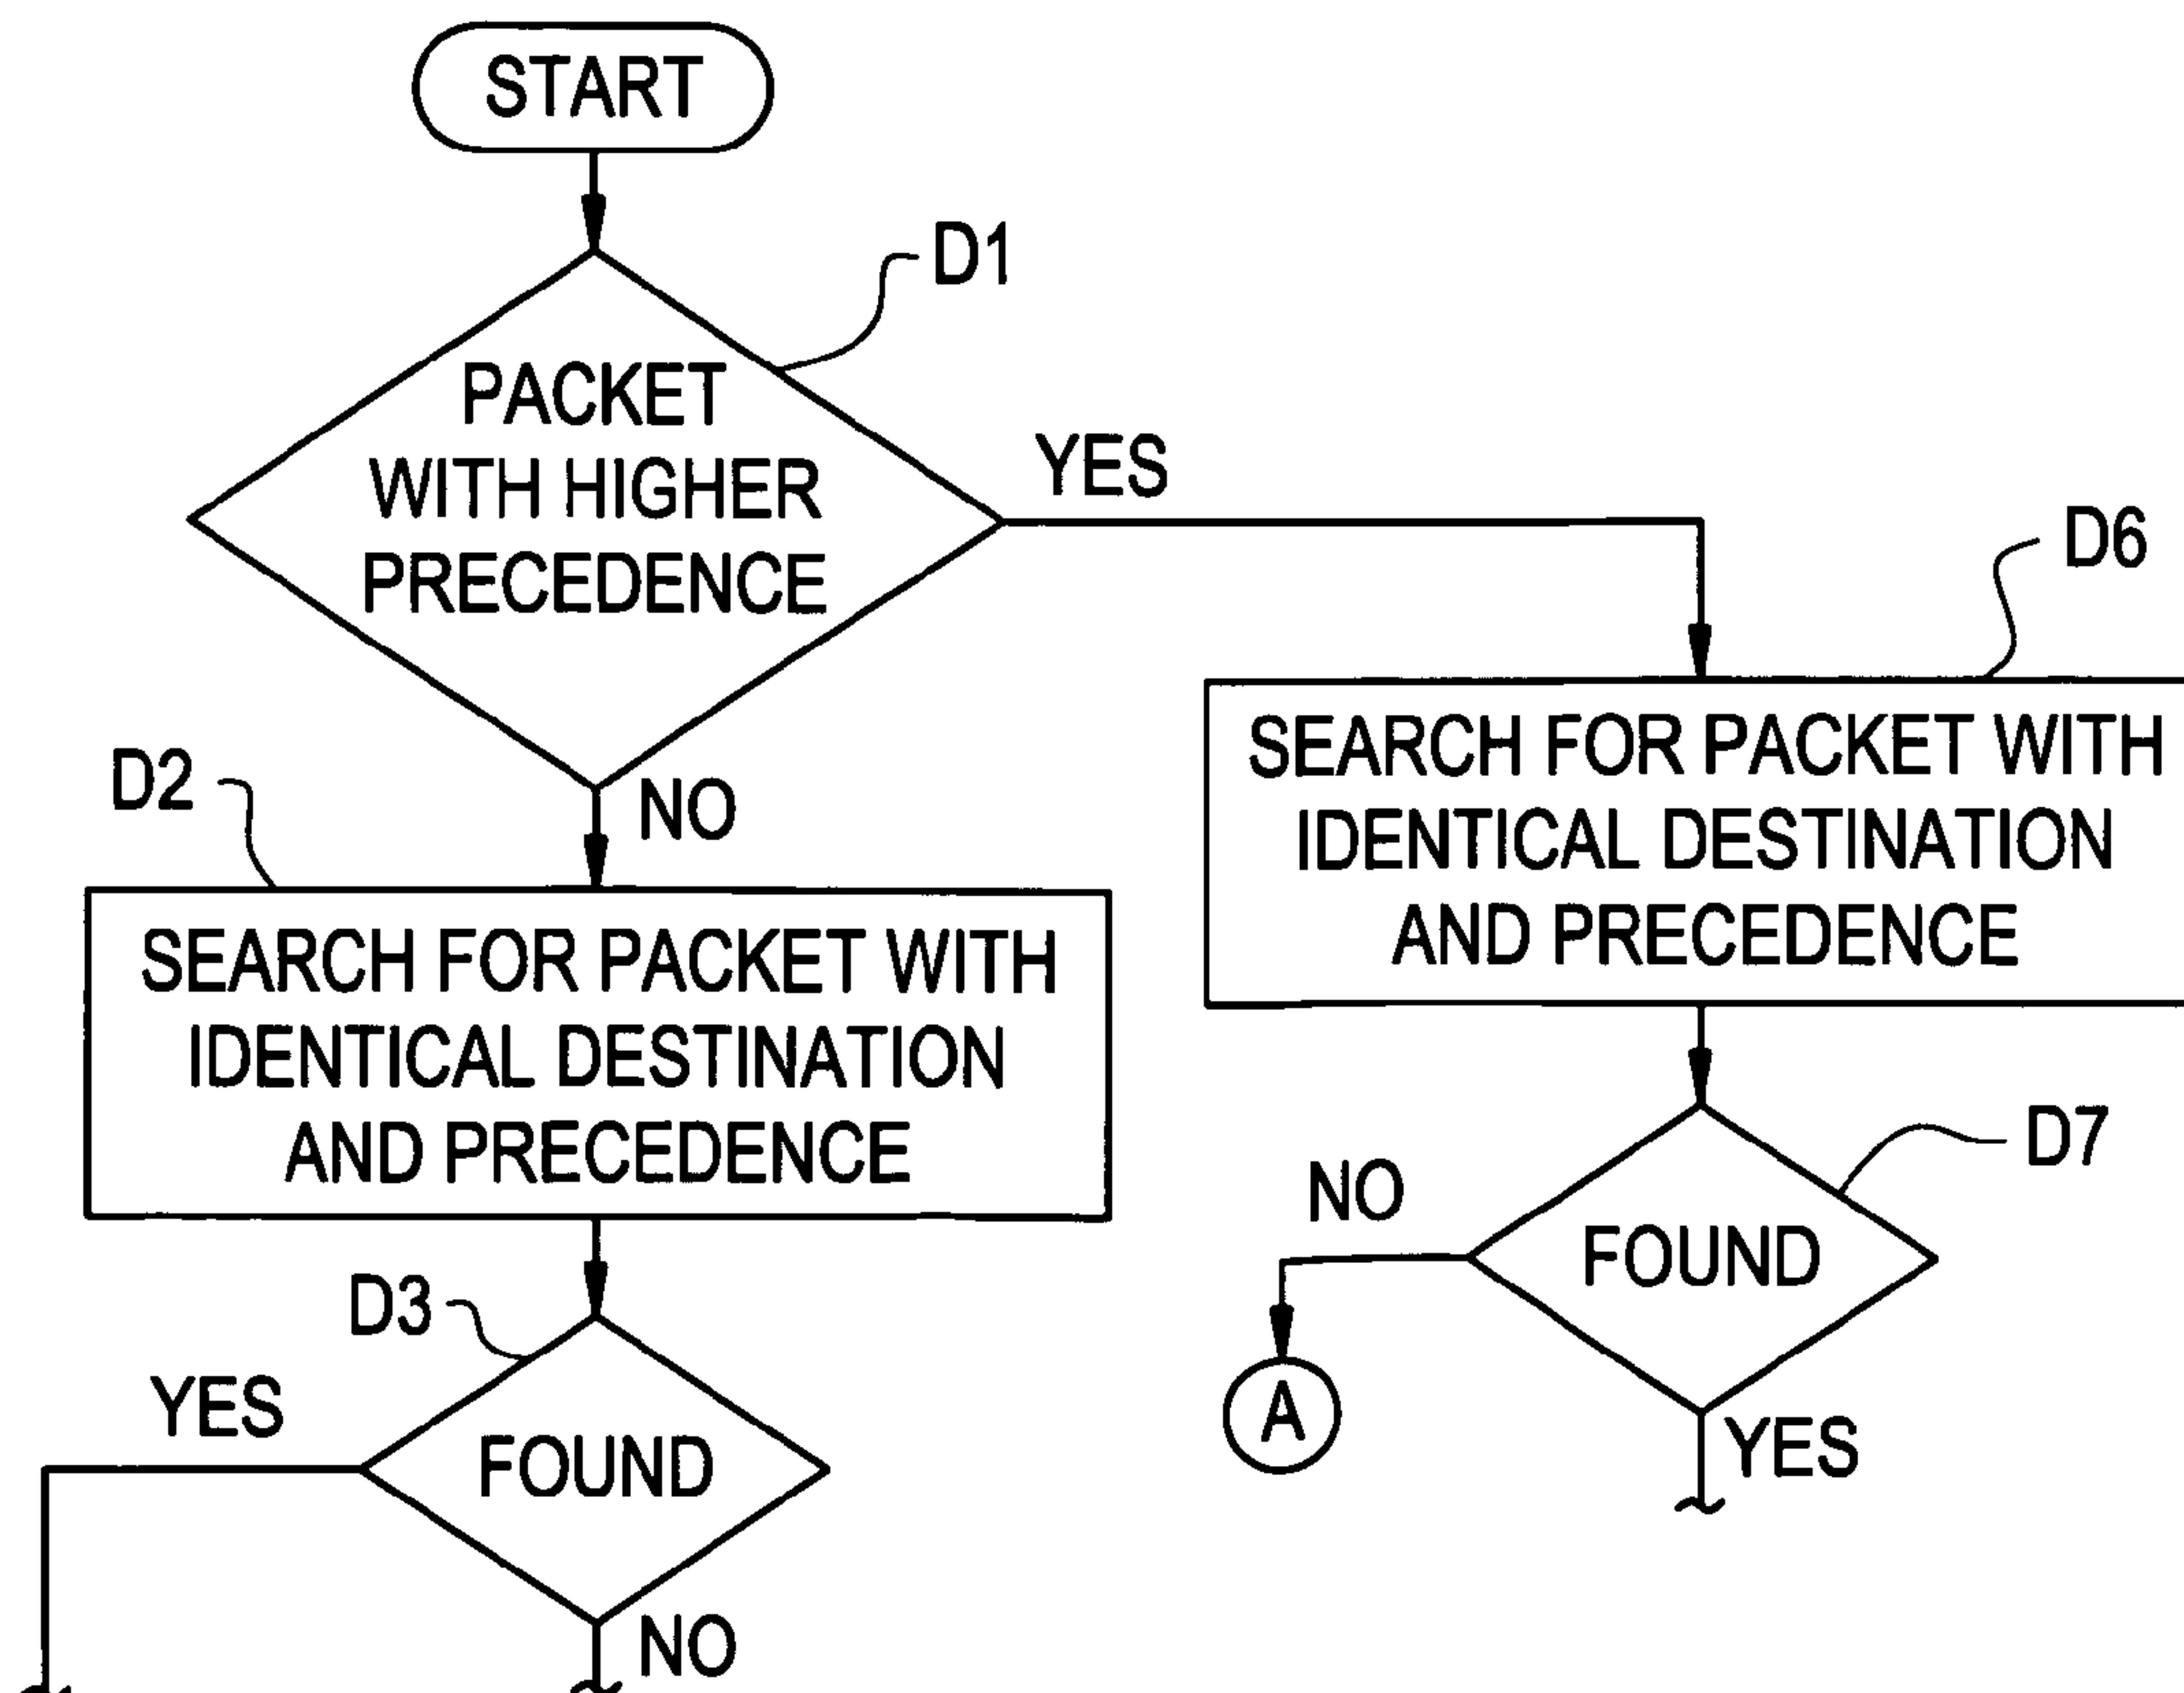 START
D1
PACKET
WITH HIGHER
PRECEDENCE
YES
D6
SEARCH FOR PACKET WITH
IDENTICAL DESTINATION
AND PRECEDENCE
D2
NO
SEARCH FOR PACKET WITH
IDENTICAL DESTINATION
AND PRECEDENCE
D7
NO
FOUND
A
YES
D3
YES
FOUND
NO